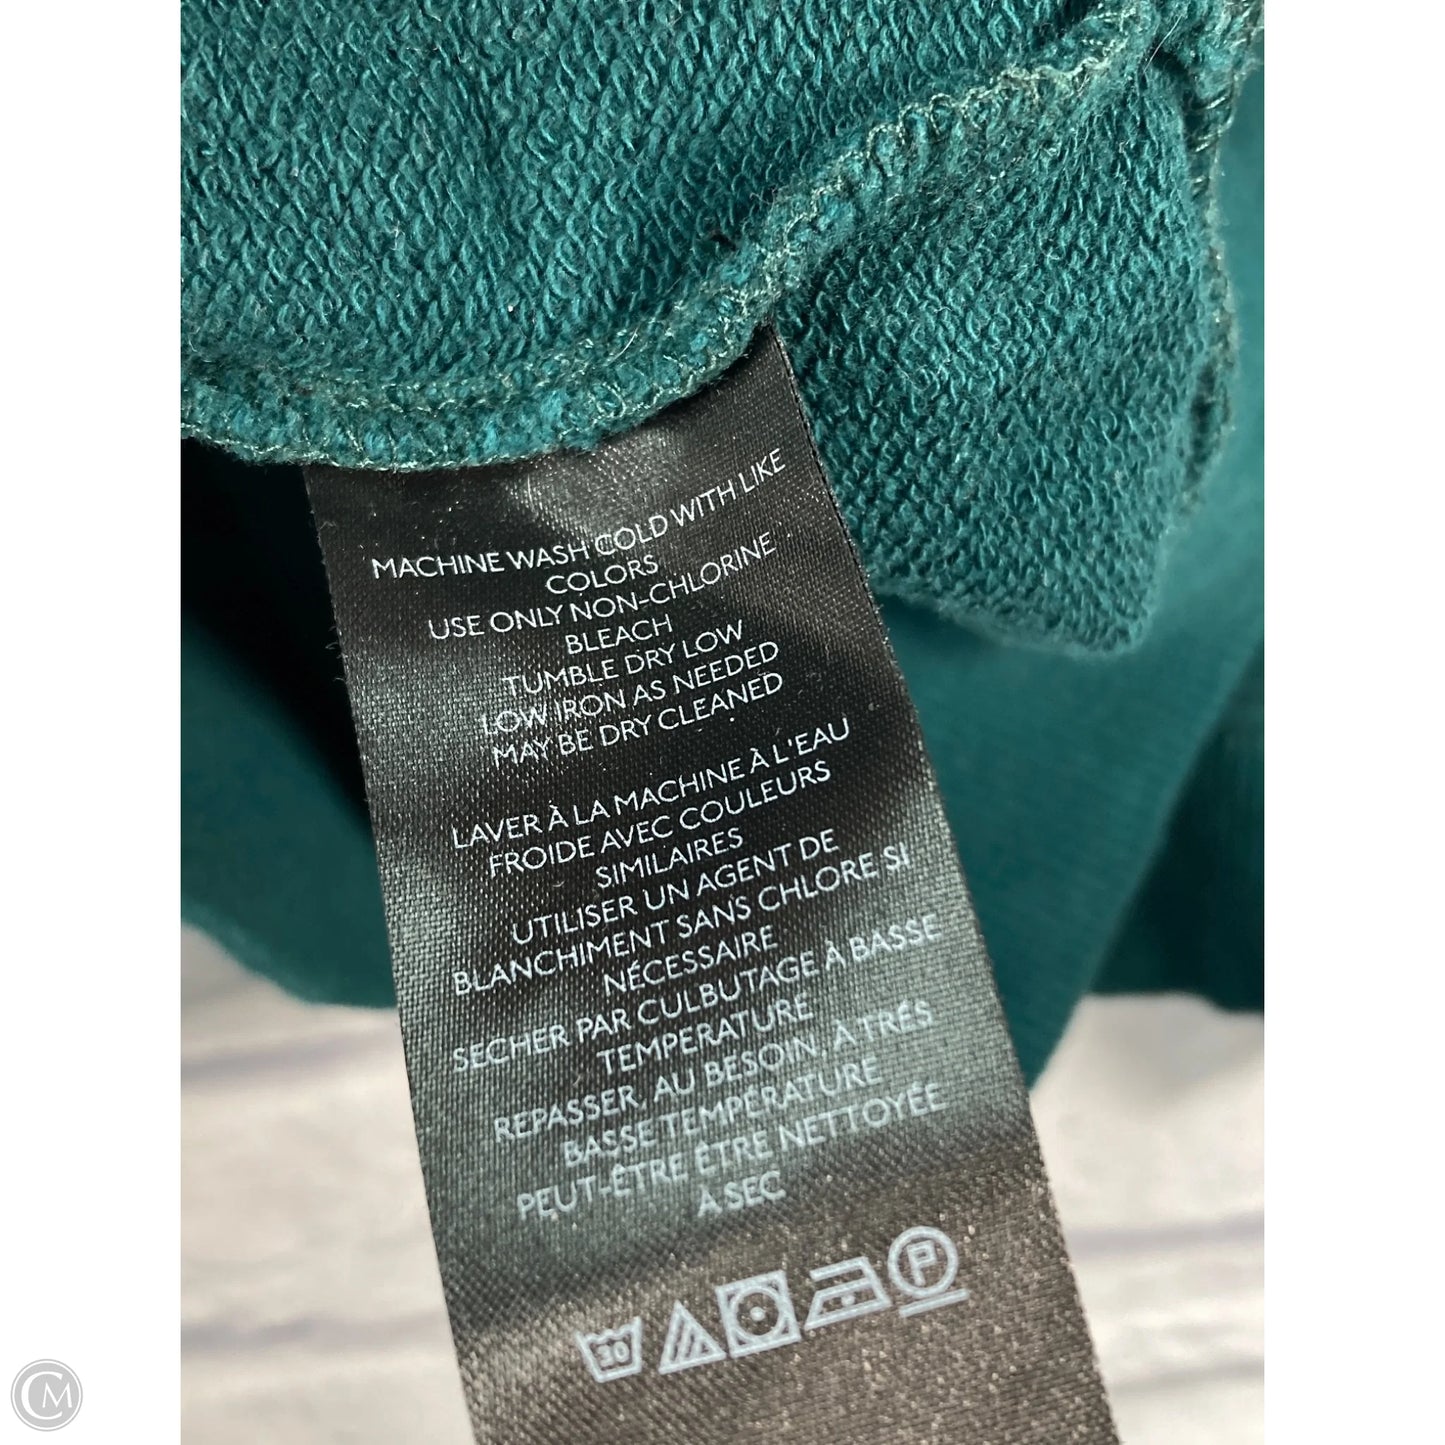 MACHINE WASH COLD WITH LIKE
COLORS
USE ONLY NON-CHLORINE
BLEACH
TUMBLE DRY LOW
LOW IRON AS NEEDED
MAY BE DRY CLEANED
LAVER À LA MACHINE À L'EAU
FROIDE AVEC COULEURS
SIMILAIRES
UTILISER UN AGENT DE
BLANCHIMENT SANS CHLORE SI
NÉCESSAIRE
SECHER PAR CULBUTAGE À BASSE
TEMPERATURE
REPASSER, AU BESOIN, À TRÉS
BASSE TEMPÉRATURE
PEUT-ÊTRE ÊTRE NETTOYÉE
A SEC
30
P
CM